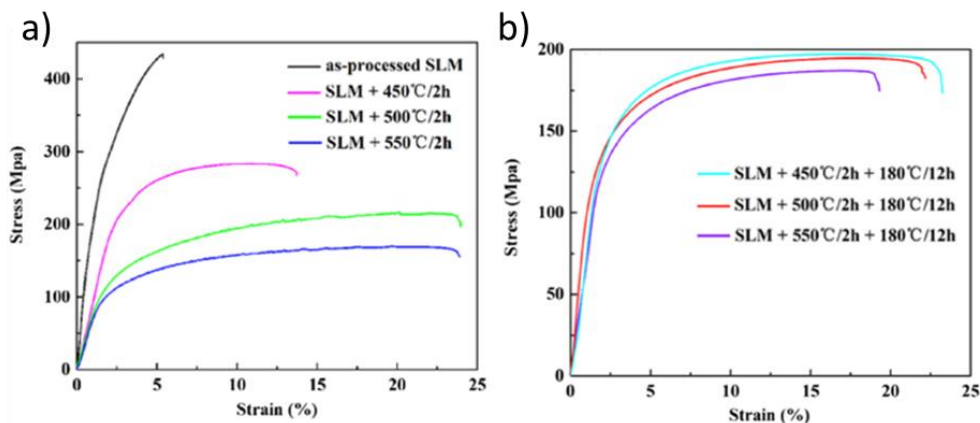 a)
400
300
200
100
0
Stress (Mpa)
as-processed SLM
SLM + 450℃/2h
SLM + 500℃/2h
SLM + 550℃/2h
0 5 10 15 20 25
Strain (%)
b)
200
150
100
50
0
Stress (Mpa)
SLM + 450℃/2h + 180℃/12h
SLM + 500℃/2h + 180℃/12h
SLM + 550℃/2h + 180℃/12h
0 5 10 15 20 25
Strain (%)